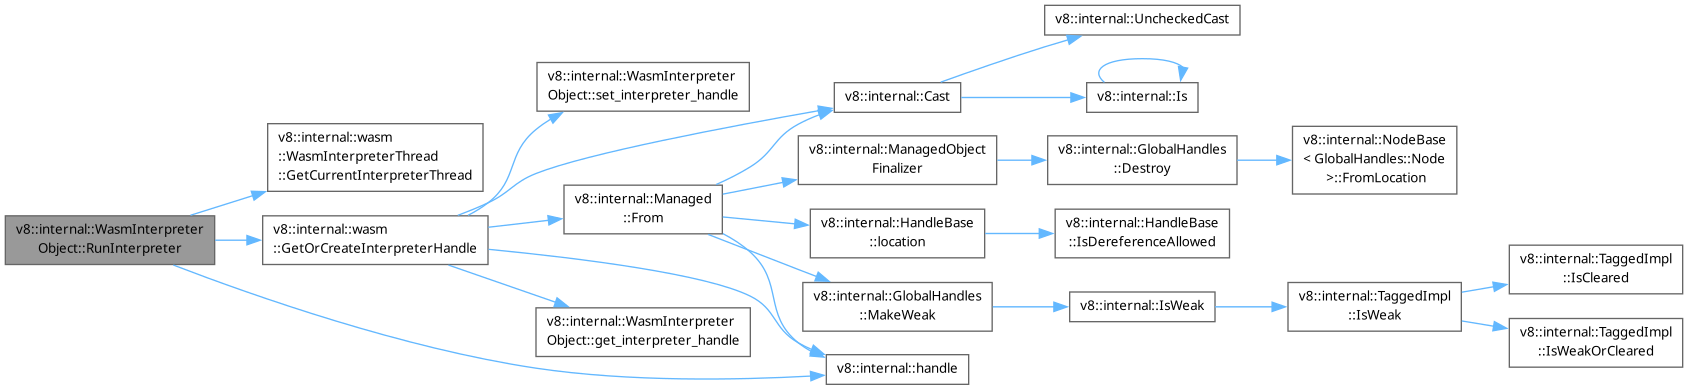 v8::internal::WasmInterpreter
Object::RunInterpreter
v8::internal::wasm
::WasmInterpreterThread
::GetCurrentInterpreterThread
v8::internal::wasm
::GetOrCreateInterpreterHandle
v8::internal::WasmInterpreter
Object::set_interpreter_handle
v8::internal::Managed
::From
v8::internal::WasmInterpreter
Object::get_interpreter_handle
v8::internal::Cast
v8::internal::ManagedObject
Finalizer
v8::internal::HandleBase
::location
v8::internal::GlobalHandles
::MakeWeak
v8::internal::handle
v8::internal::UncheckedCast
v8::internal::Is
v8::internal::GlobalHandles
::Destroy
v8::internal::HandleBase
::IsDereferenceAllowed
v8::internal::IsWeak
v8::internal::NodeBase
< GlobalHandles::Node
>::FromLocation
v8::internal::TaggedImpl
::IsWeak
v8::internal::TaggedImpl
::IsCleared
v8::internal::TaggedImpl
::IsWeakOrCleared